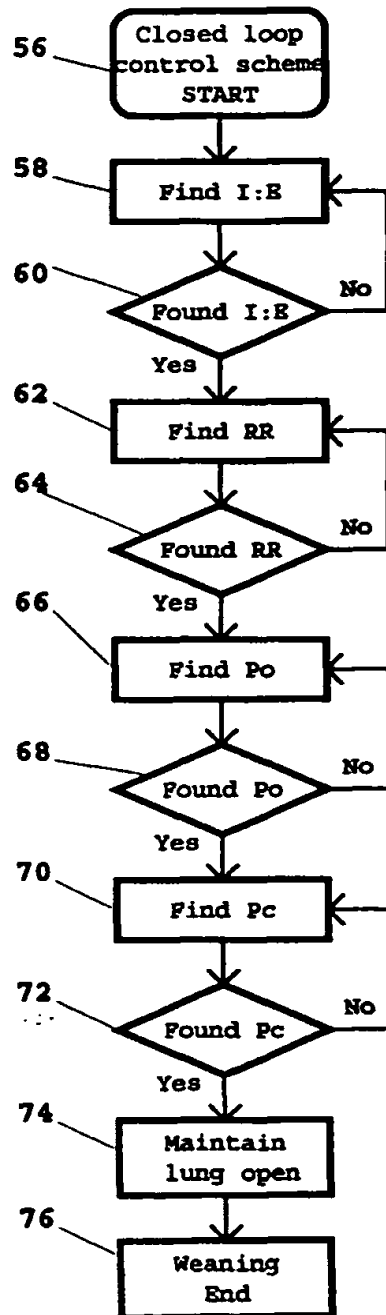 56
Closed loop
control scheme
START
58
Find I:E
60
Found I:E
No
Yes
62
Find RR
64
Found RR
No
Yes
66
Find Po
68
Found Po
No
Yes
70
Find Pc
72
Found Pc
No
Yes
74
Maintain
lung open
76
Weaning
End